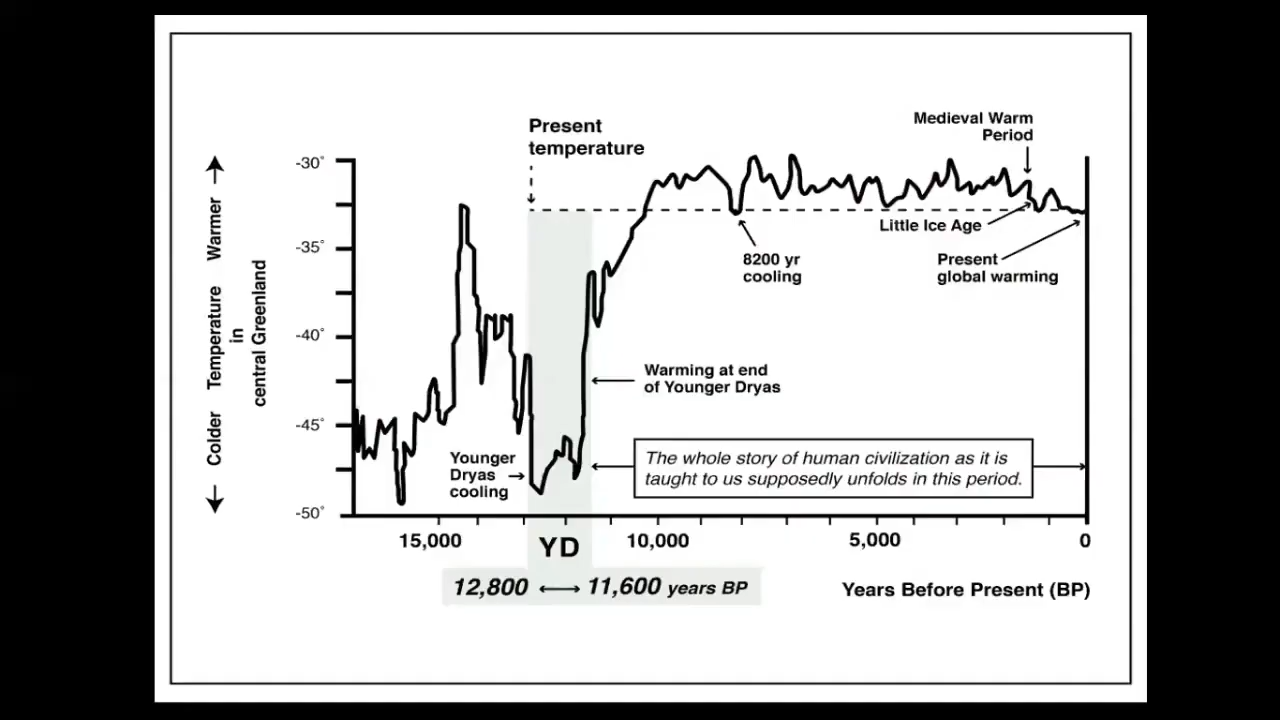 Medieval Warm
Period
Present
temperature
-30°
-35°
-40°
-45°
-50°
Colder Temperature Warmer
in
central Greenland
Little Ice Age
8200 yr
cooling
Present
global warming
Warming at end
of Younger Dryas
Younger
Dryas
cooling
The whole story of human civilization as it is
taught to us supposedly unfolds in this period.
15,000 YD 10,000 5,000 0
12,800 ↔ 11,600 years BP
Years Before Present (BP)